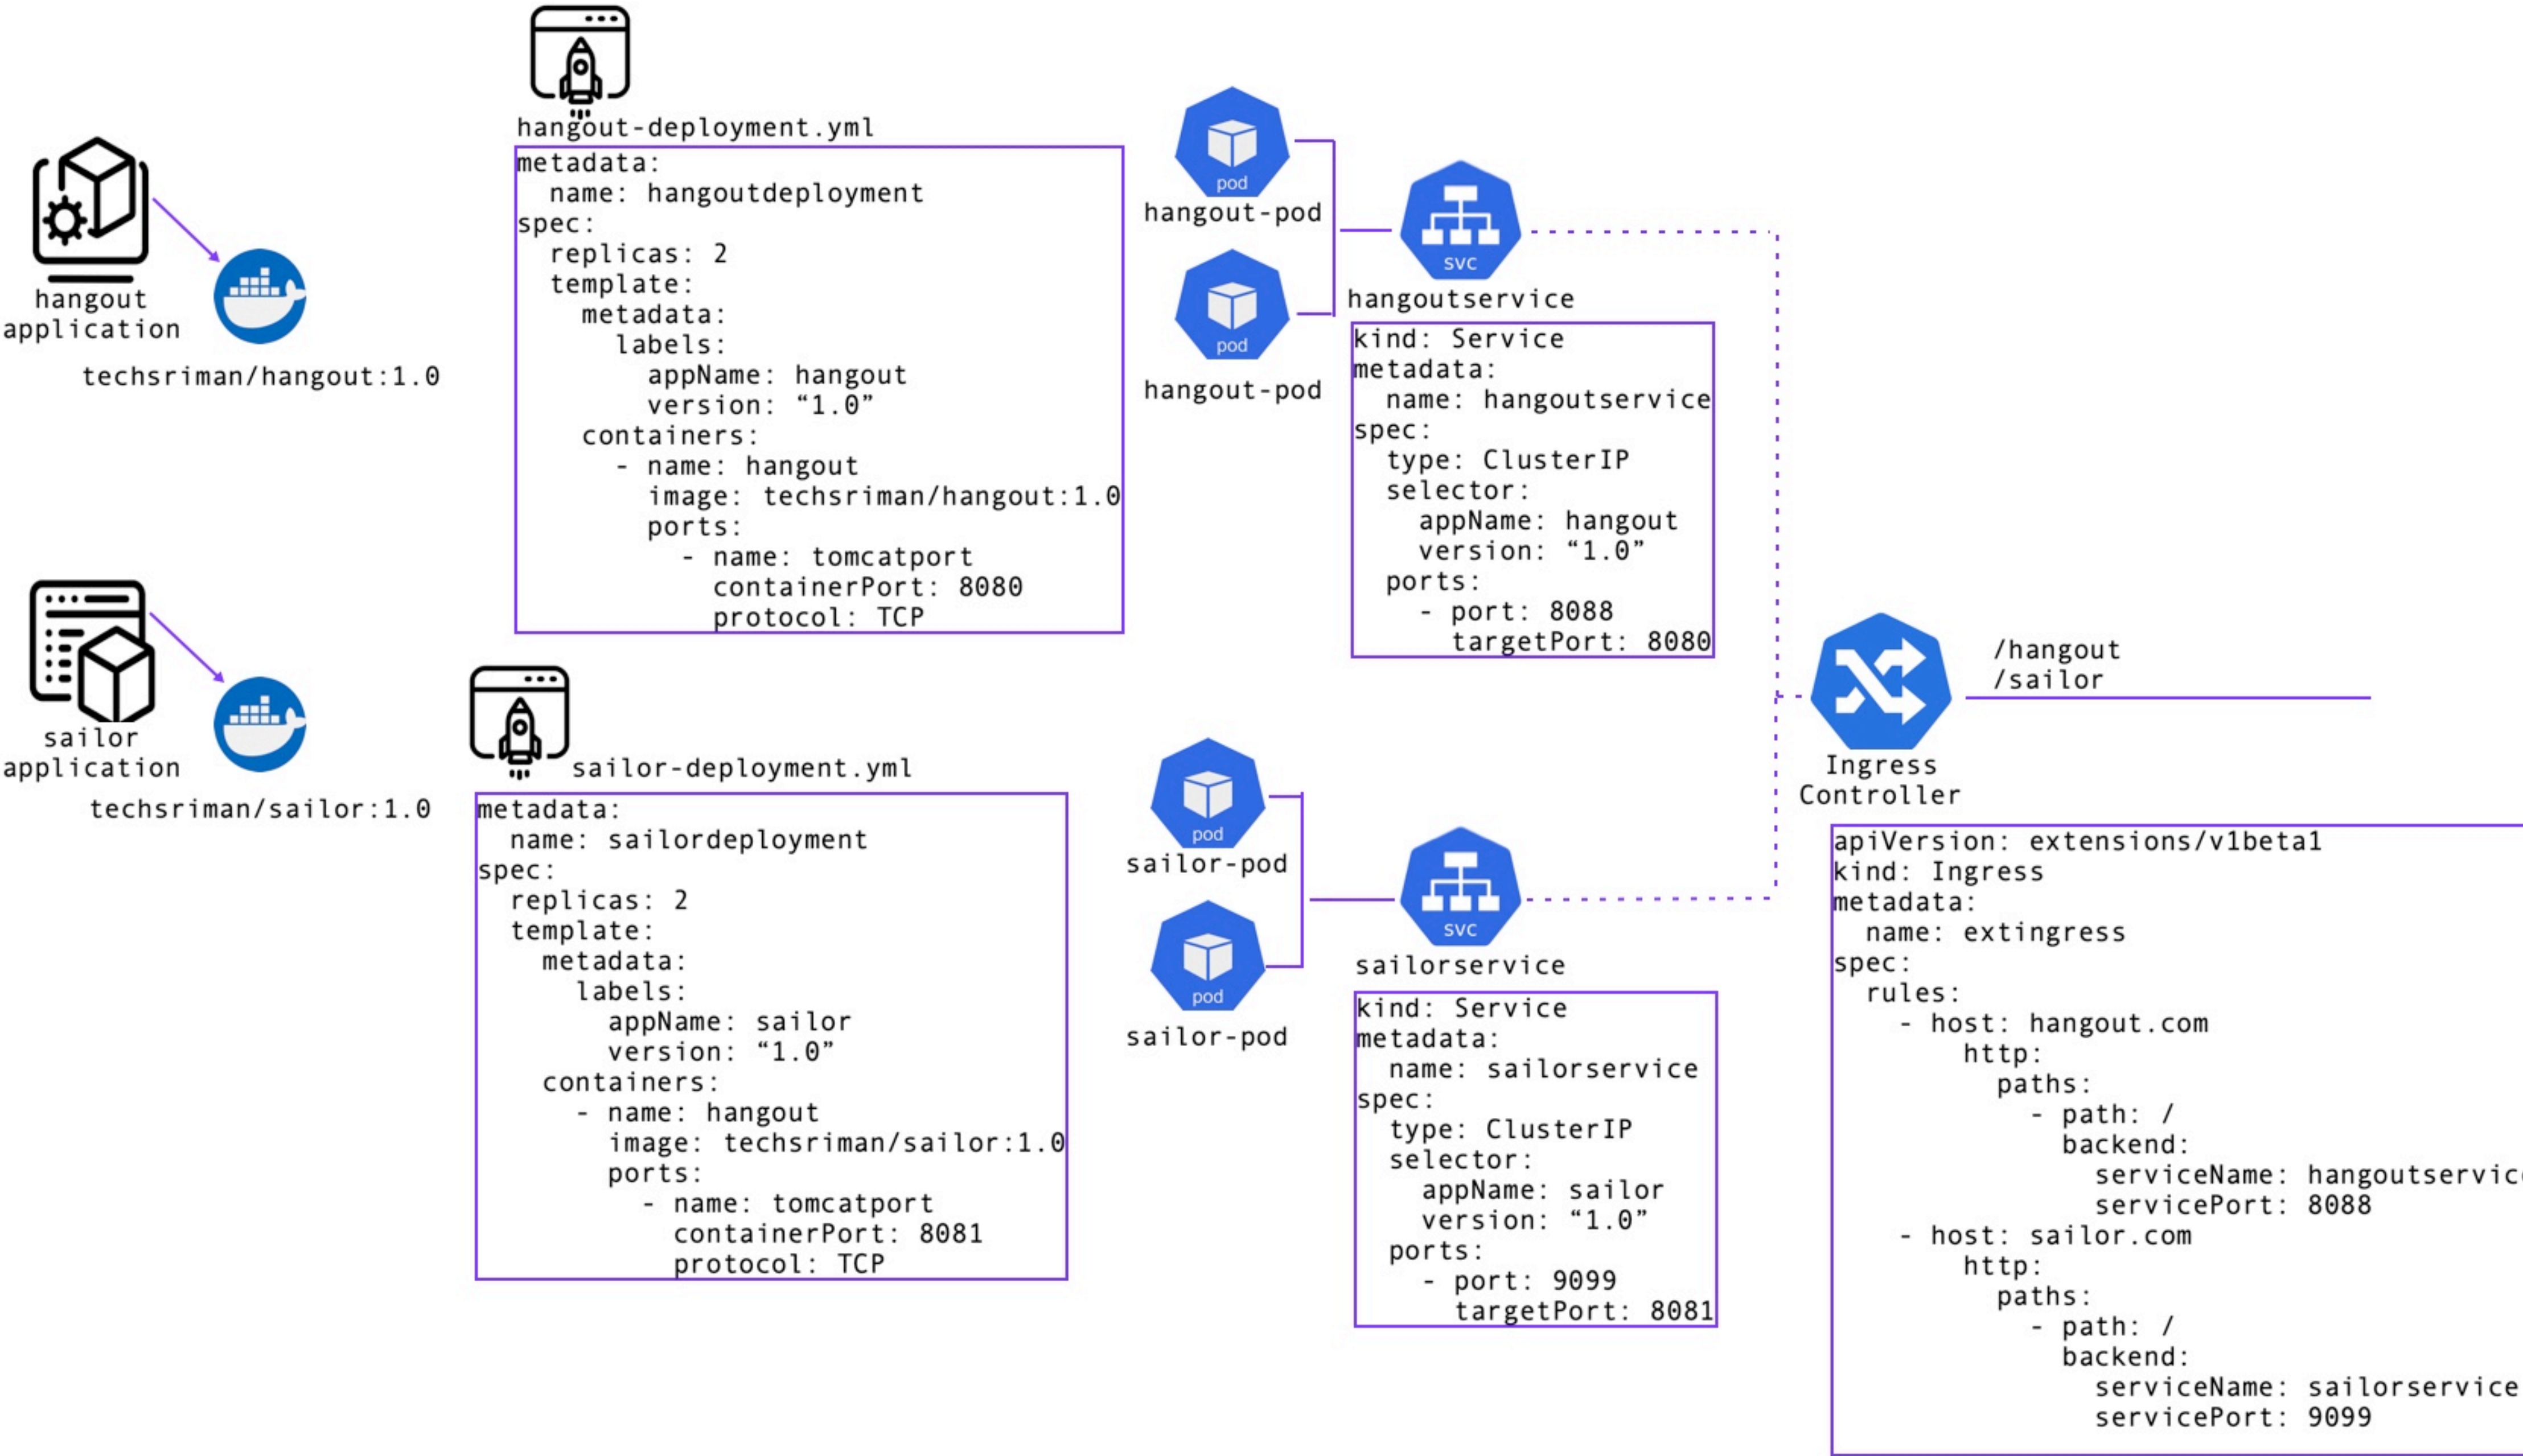 hangout
application
techsriman/hangout:1.0
hangout-deployment.yml
metadata:
  name: hangoutdeployment
spec:
  replicas: 2
  template:
    metadata:
      labels:
        appName: hangout
        version: “1.0”
    containers:
      - name: hangout
        image: techsriman/hangout:1.0
        ports:
          - name: tomcatport
            containerPort: 8080
            protocol: TCP
pod
hangout-pod
pod
hangout-pod
svc
hangoutservice
kind: Service
metadata:
  name: hangoutservice
spec:
  type: ClusterIP
  selector:
    appName: hangout
    version: “1.0”
  ports:
    - port: 8088
      targetPort: 8080
sailor
application
techsriman/sailor:1.0
sailor-deployment.yml
metadata:
  name: sailordeployment
spec:
  replicas: 2
  template:
    metadata:
      labels:
        appName: sailor
        version: “1.0”
    containers:
      - name: hangout
        image: techsriman/sailor:1.0
        ports:
          - name: tomcatport
            containerPort: 8081
            protocol: TCP
pod
sailor-pod
pod
sailor-pod
svc
sailorservice
kind: Service
metadata:
  name: sailorservice
spec:
  type: ClusterIP
  selector:
    appName: sailor
    version: “1.0”
  ports:
    - port: 9099
      targetPort: 8081
/hangout
/sailor
Ingress
Controller
apiVersion: extensions/v1beta1
kind: Ingress
metadata:
  name: extingress
spec:
  rules:
    - host: hangout.com
        http:
          paths:
            - path: /
              backend:
                serviceName: hangoutservice
                servicePort: 8088
    - host: sailor.com
        http:
          paths:
            - path: /
              backend:
                serviceName: sailorservice
                servicePort: 9099